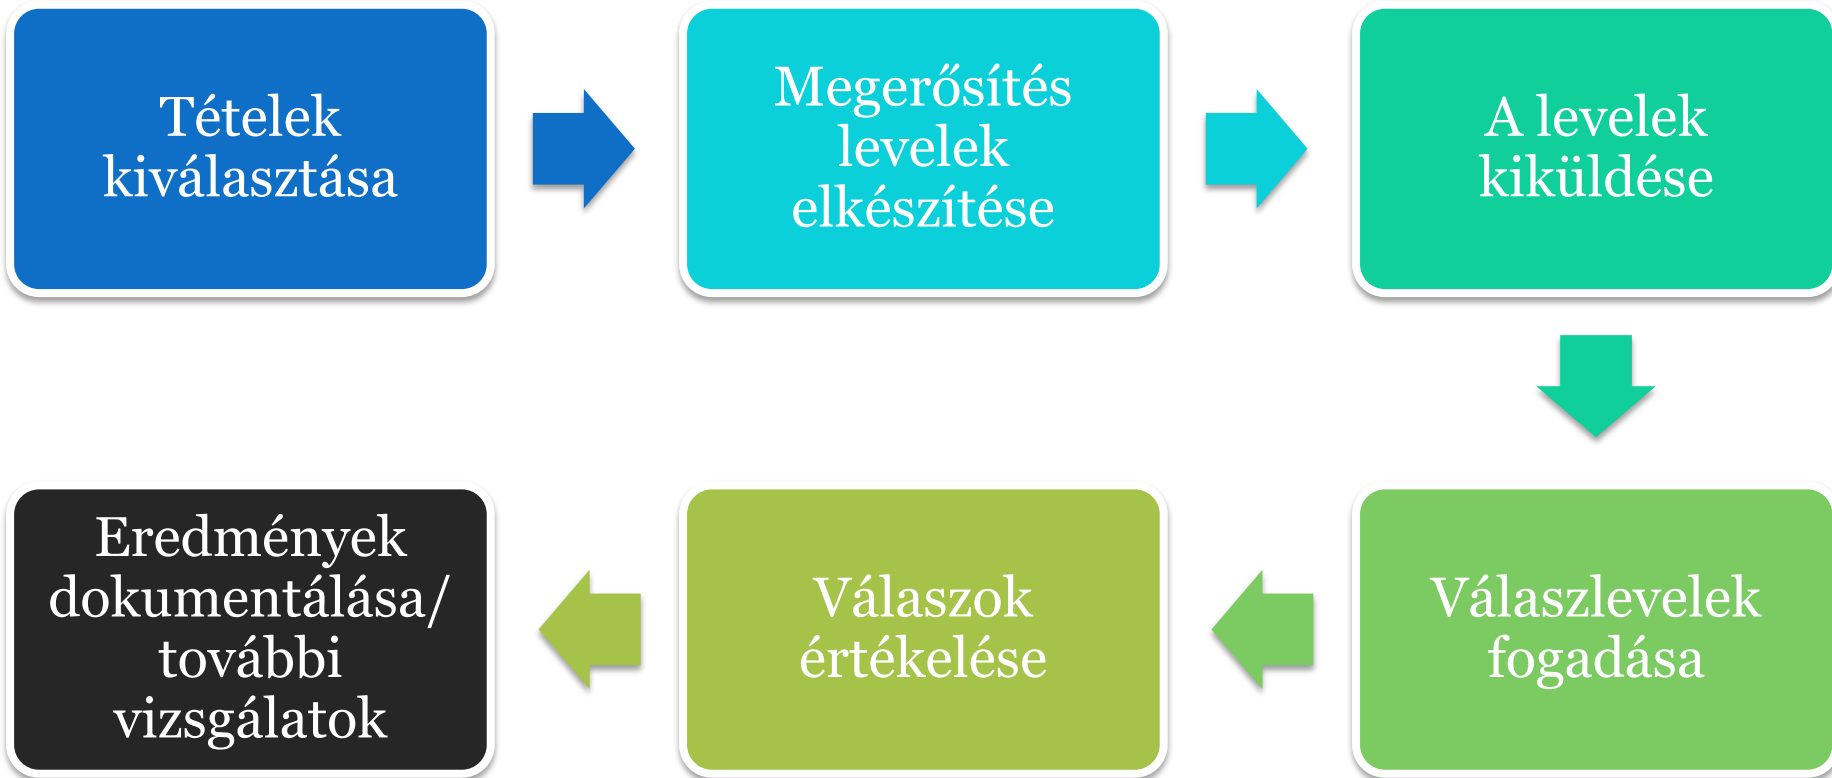 Tételek
kiválasztása
Megerősítés
levelek
elkészítése
A levelek
kiküldése
Válaszlevelek
fogadása
Válaszok
értékelése
Eredmények
dokumentálása/
további
vizsgálatok